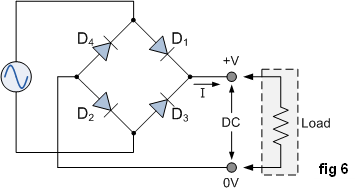 D4 D1 +V
I
D2 D3 DC Load
0V fig 6